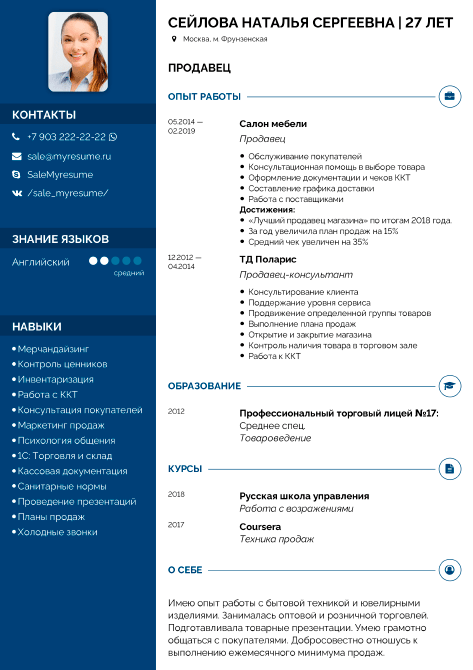 СЕЙЛОВА НАТАЛЬЯ СЕРГЕЕВНА | 27 ЛЕТ
Москва, м. Фрунзенская
ПРОДАВЕЦ
КОНТАКТЫ
+7 903 222-22-22
sale@myresume.ru
SaleMyresume
/sale_myresume/
ЗНАНИЕ ЯЗЫКОВ
Английский
средний
НАВЫКИ
Мерчандайзинг
Контроль ценников
Инвентаризация
Работа с ККТ
Консультация покупателей
Маркетинг продаж
Психология общения
1С: Торговля и склад
Кассовая документация
Санитарные нормы
Проведение презентаций
Планы продаж
Холодные звонки
ОПЫТ РАБОТЫ
05.2014 —
02.2019
Салон мебели
Продавец
Обслуживание покупателей
Консультационная помощь в выборе товара
Оформление документации и чеков ККТ
Составление графика доставки
Работа с поставщиками
Достижения:
«Лучший продавец магазина» по итогам 2018 года.
За год увеличила план продаж на 15%
Средний чек увеличен на 35%
12.2012 —
04.2014
ТД Поларис
Продавец-консультант
Консультирование клиента
Поддержание уровня сервиса
Продвижение определенной группы товаров
Выполнение плана продаж
Открытие и закрытие магазина
Контроль наличия товара в торговом зале
Работа к ККТ
ОБРАЗОВАНИЕ
2012
Профессиональный торговый лицей №17:
Среднее спец.
Товароведение
КУРСЫ
2018
Русская школа управления
Работа с возражениями
2017
Coursera
Техника продаж
О СЕБЕ
Имею опыт работы с бытовой техникой и ювелирными
изделиями. Занималась оптовой и розничной торговлей.
Подготавливала товарные презентации. Умею грамотно
общаться с покупателями. Добросовестно отношусь к
выполнению ежемесячного минимума продаж.